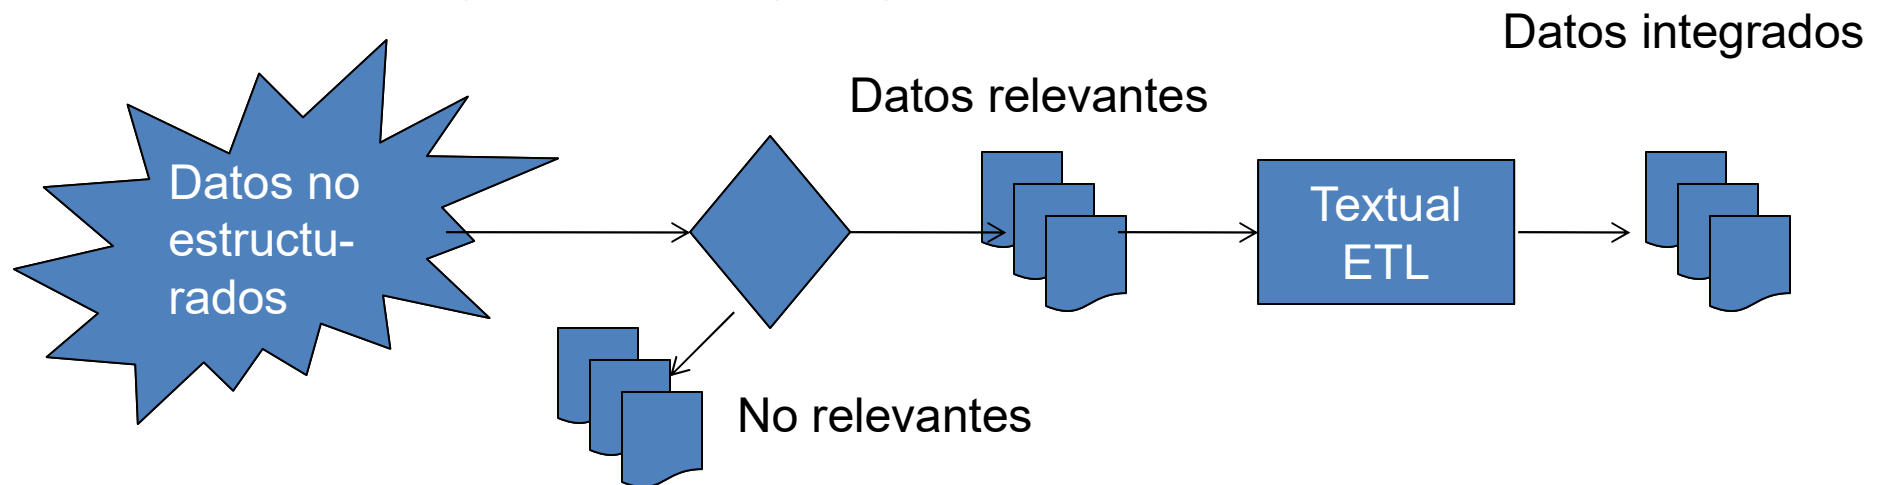 Datos integrados
Datos relevantes
Datos no
estructu-
rados
Textual
ETL
No relevantes